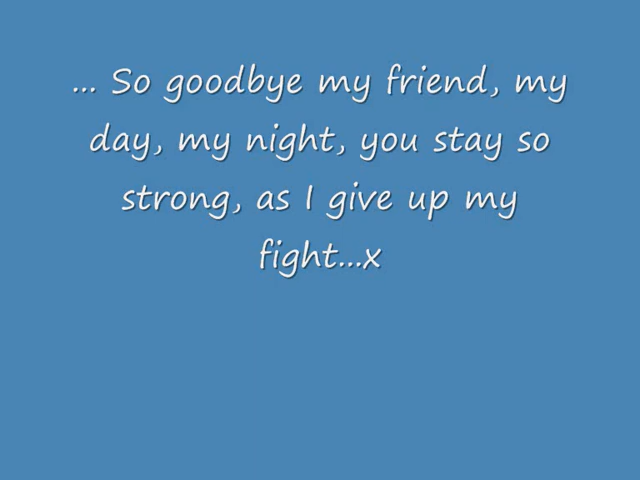 ... So goodbye my friend, my
day, my night, you stay so
strong, as I give up my
fight...x